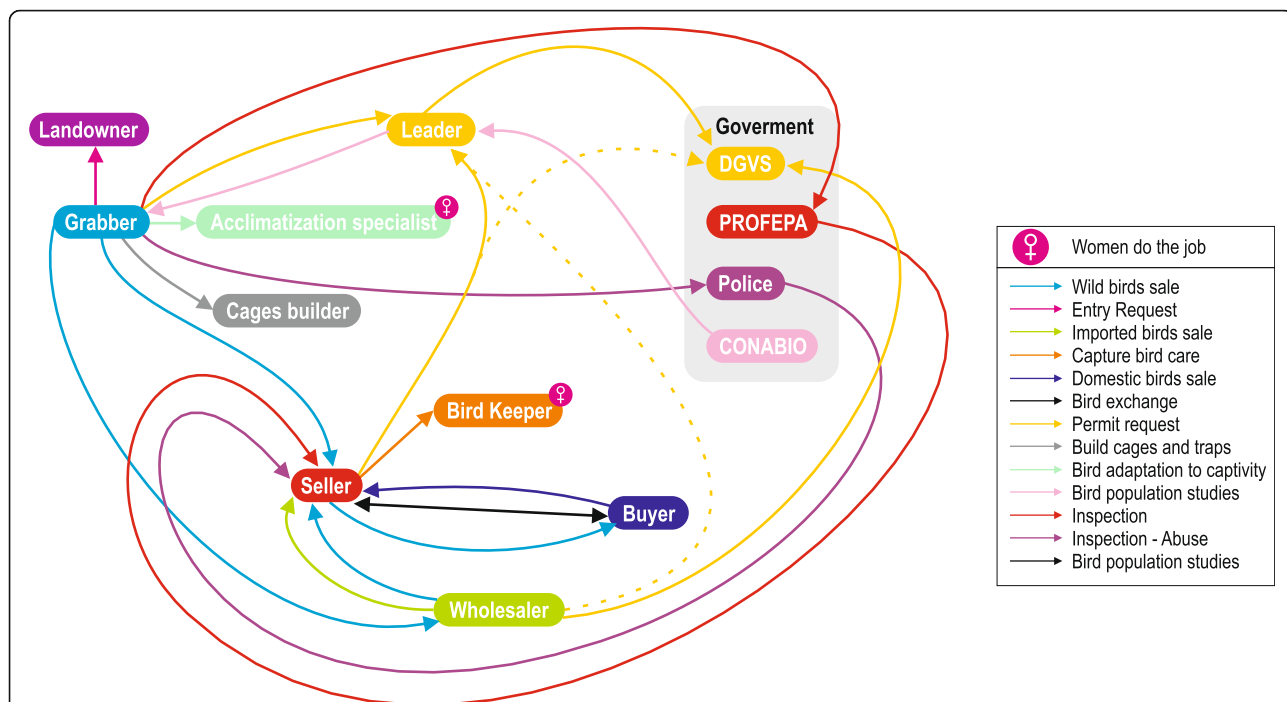 Landowner
Leader
Goverment
DGVS
Grabber
Acclimatization specialist
PROFEPA
Police
Cages builder
CONABIO
Bird Keeper
Seller
Buyer
Wholesaler
Women do the job
Wild birds sale
Entry Request
Imported birds sale
Capture bird care
Domestic birds sale
Bird exchange
Permit request
Build cages and traps
Bird adaptation to captivity
Bird population studies
Inspection
Inspection - Abuse
Bird population studies